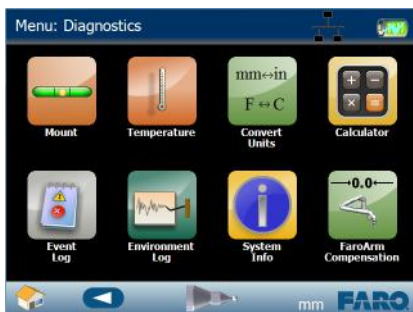 Menu: Diagnostics
mm↔in
F↔C
Mount
Temperature
Convert
Units
Calculator
→0.0←
Event
Log
Environment
Log
System
Info
FaroArm
Compensation
mm
FARO